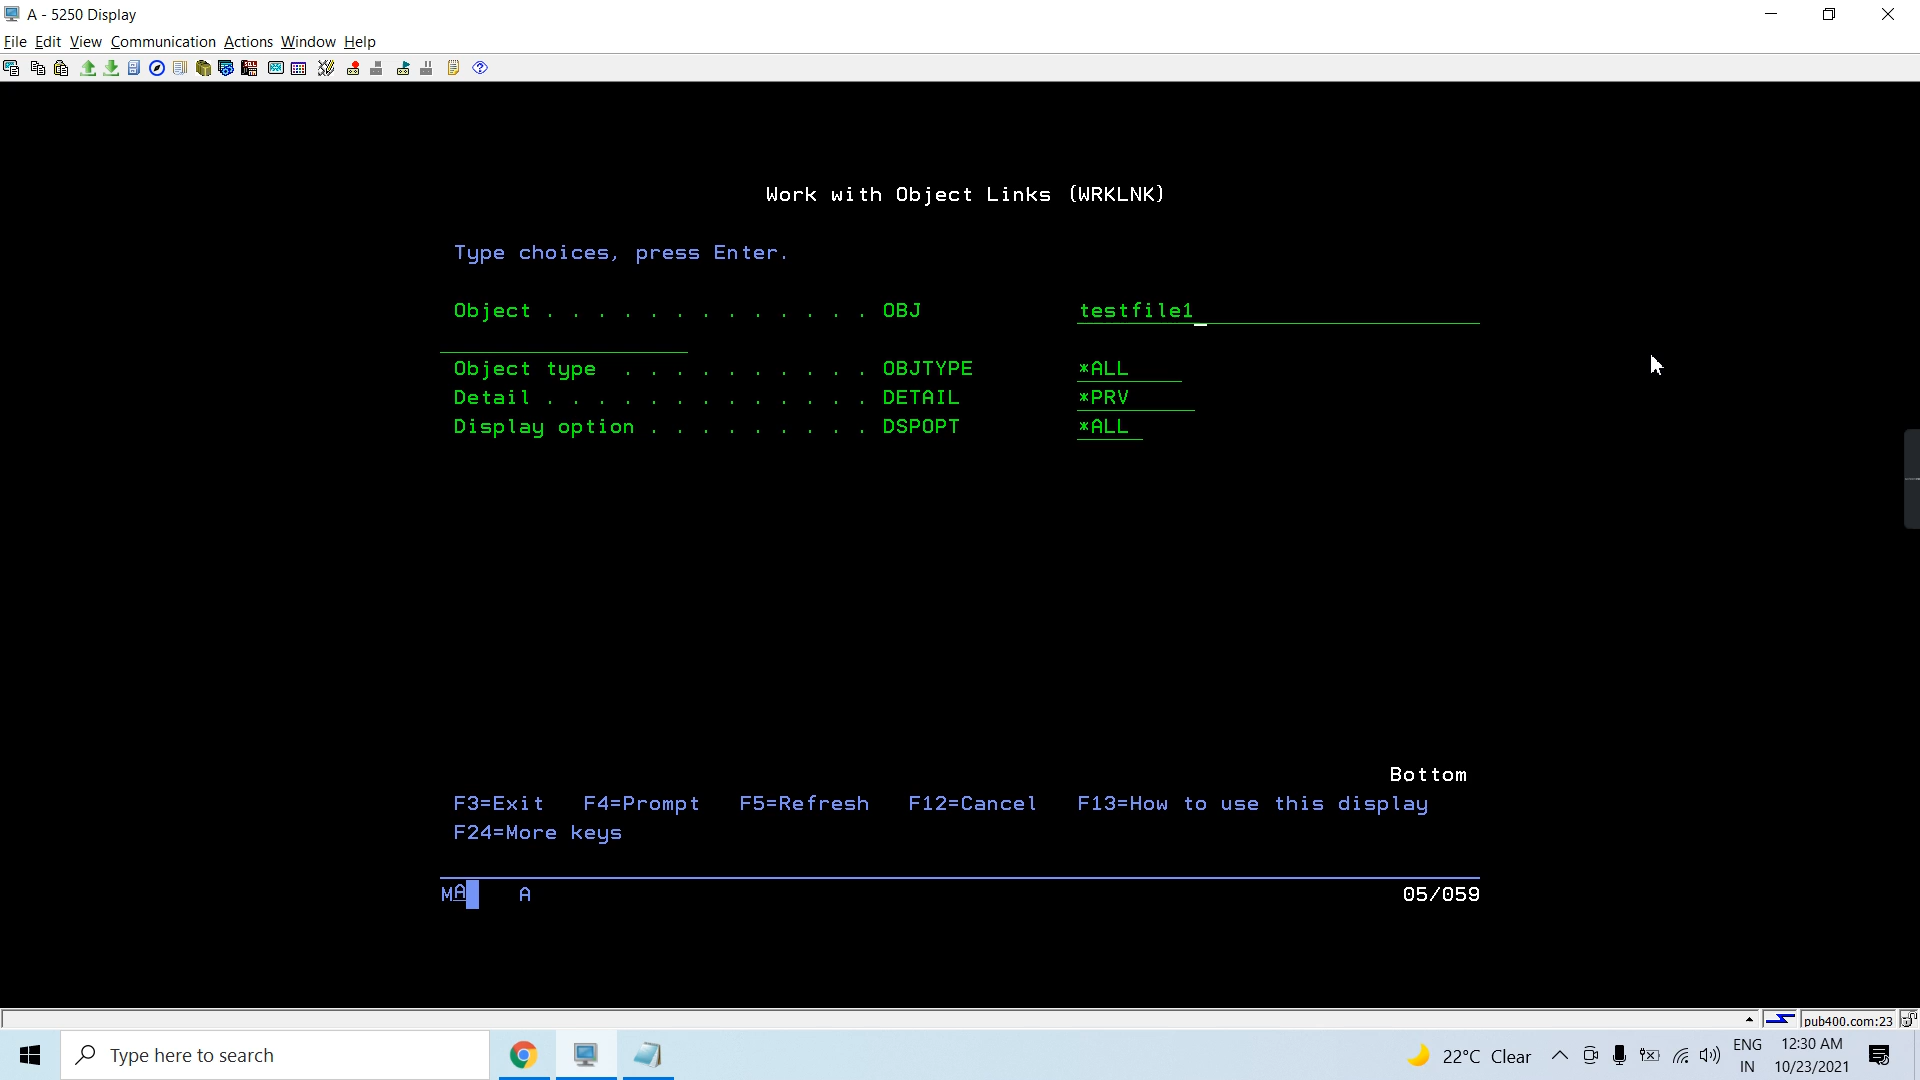 A - 5250 Display
File Edit View Communication Actions Window Help
Work with Object Links (WRKLNK)
Type choices, press Enter.
Object . . . . . . . . . . . . . OBJ testfile1_
Object type . . . . . . . . . . OBJTYPE *ALL
Detail . . . . . . . . . . . . . DETAIL *PRV
Display option . . . . . . . . . DSPOPT *ALL
Bottom
F3=Exit F4=Prompt F5=Refresh F12=Cancel F13=How to use this display
F24=More keys
MA A 05/059
pub400.com:23
Type here to search 22°C Clear ENG IN 12:30 AM 10/23/2021